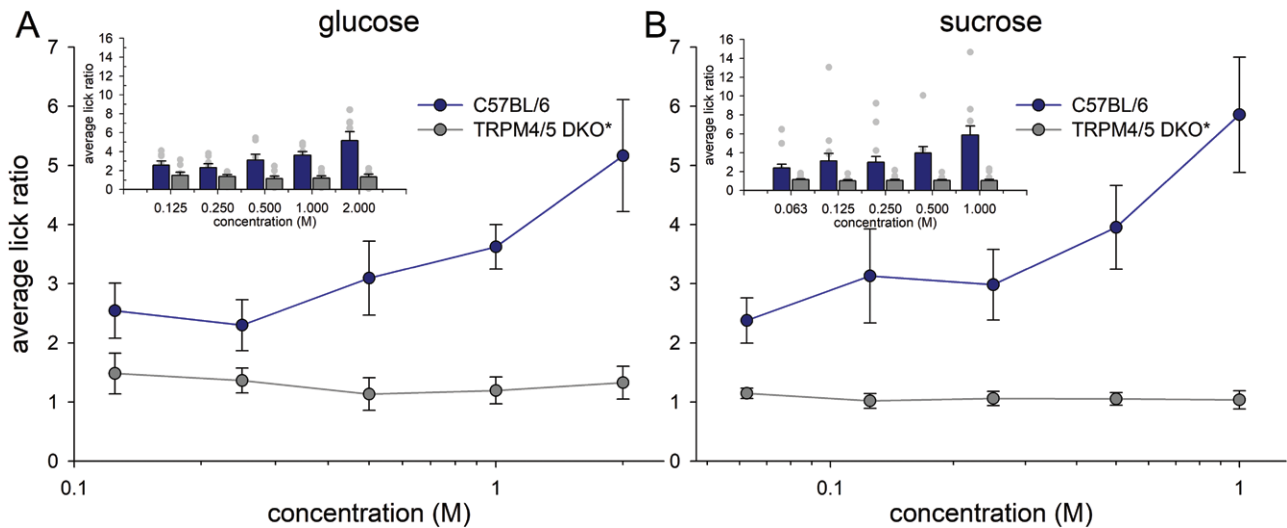 A
glucose
7
6
5
4
3
2
1
0
0.1
1
average lick ratio
concentration (M)
16
14
12
10
8
6
4
2
0
average lick ratio
0.125 0.250 0.500 1.000 2.000
concentration (M)
C57BL/6
TRPM4/5 DKO*
B
sucrose
7
6
5
4
3
2
1
0
0.1
1
concentration (M)
16
14
12
10
8
6
4
2
0
average lick ratio
0.063 0.125 0.250 0.500 1.000
concentration (M)
C57BL/6
TRPM4/5 DKO*